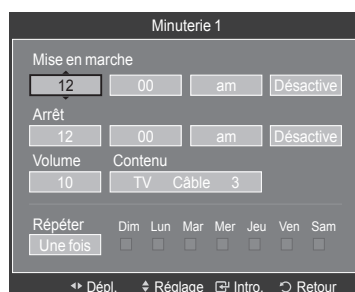 Minuterie 1
Mise en marche
12 00 am Désactive
Arrêt
12 00 am Désactive
Volume Contenu
10 TV Câble 3
Répéter Dim Lun Mar Mer Jeu Ven Sam
Une fois
Dépl. Réglage Intro. Retour